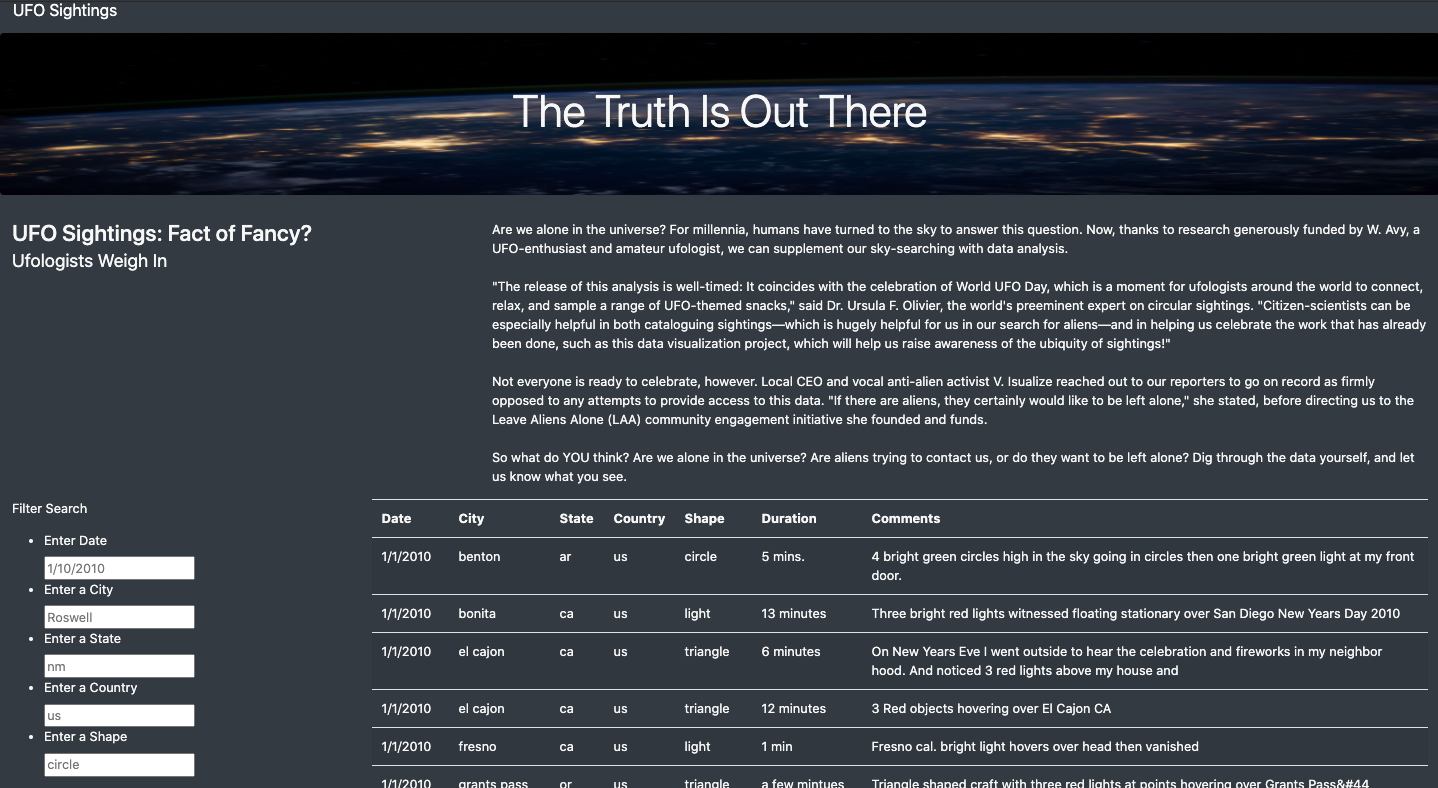 UFO Sightings
The Truth Is Out There
UFO Sightings: Fact of Fancy?
Ufologists Weigh In
Are we alone in the universe? For millennia, humans have turned to the sky to answer this question. Now, thanks to research generously funded by W. Avy, a
UFO-enthusiast and amateur ufologist, we can supplement our sky-searching with data analysis.
"The release of this analysis is well-timed: It coincides with the celebration of World UFO Day, which is a moment for ufologists around the world to connect,
relax, and sample a range of UFO-themed snacks," said Dr. Ursula F. Olivier, the world's preeminent expert on circular sightings. "Citizen-scientists can be
especially helpful in both cataloguing sightings—which is hugely helpful for us in our search for aliens—and in helping us celebrate the work that has already
been done, such as this data visualization project, which will help us raise awareness of the ubiquity of sightings!"
Not everyone is ready to celebrate, however. Local CEO and vocal anti-alien activist V. Isualize reached out to our reporters to go on record as firmly
opposed to any attempts to provide access to this data. "If there are aliens, they certainly would like to be left alone," she stated, before directing us to the
Leave Aliens Alone (LAA) community engagement initiative she founded and funds.
So what do YOU think? Are we alone in the universe? Are aliens trying to contact us, or do they want to be left alone? Dig through the data yourself, and let
us know what you see.
Filter Search
• Enter Date
1/10/2010
• Enter a City
Roswell
• Enter a State
nm
• Enter a Country
us
• Enter a Shape
circle
Date City State Country Shape Duration Comments
1/1/2010 benton ar us circle 5 mins. 4 bright green circles high in the sky going in circles then one bright green light at my front
door.
1/1/2010 bonita ca us light 13 minutes Three bright red lights witnessed floating stationary over San Diego New Years Day 2010
1/1/2010 el cajon ca us triangle 6 minutes On New Years Eve I went outside to hear the celebration and fireworks in my neighbor
hood. And noticed 3 red lights above my house and
1/1/2010 el cajon ca us triangle 12 minutes 3 Red objects hovering over El Cajon CA
1/1/2010 fresno ca us light 1 min Fresno cal. bright light hovers over head then vanished
1/1/2010 grants pass or us triangle a few mintues Triangle shaped craft with three red lights at points hovering over Grants Pass&#44